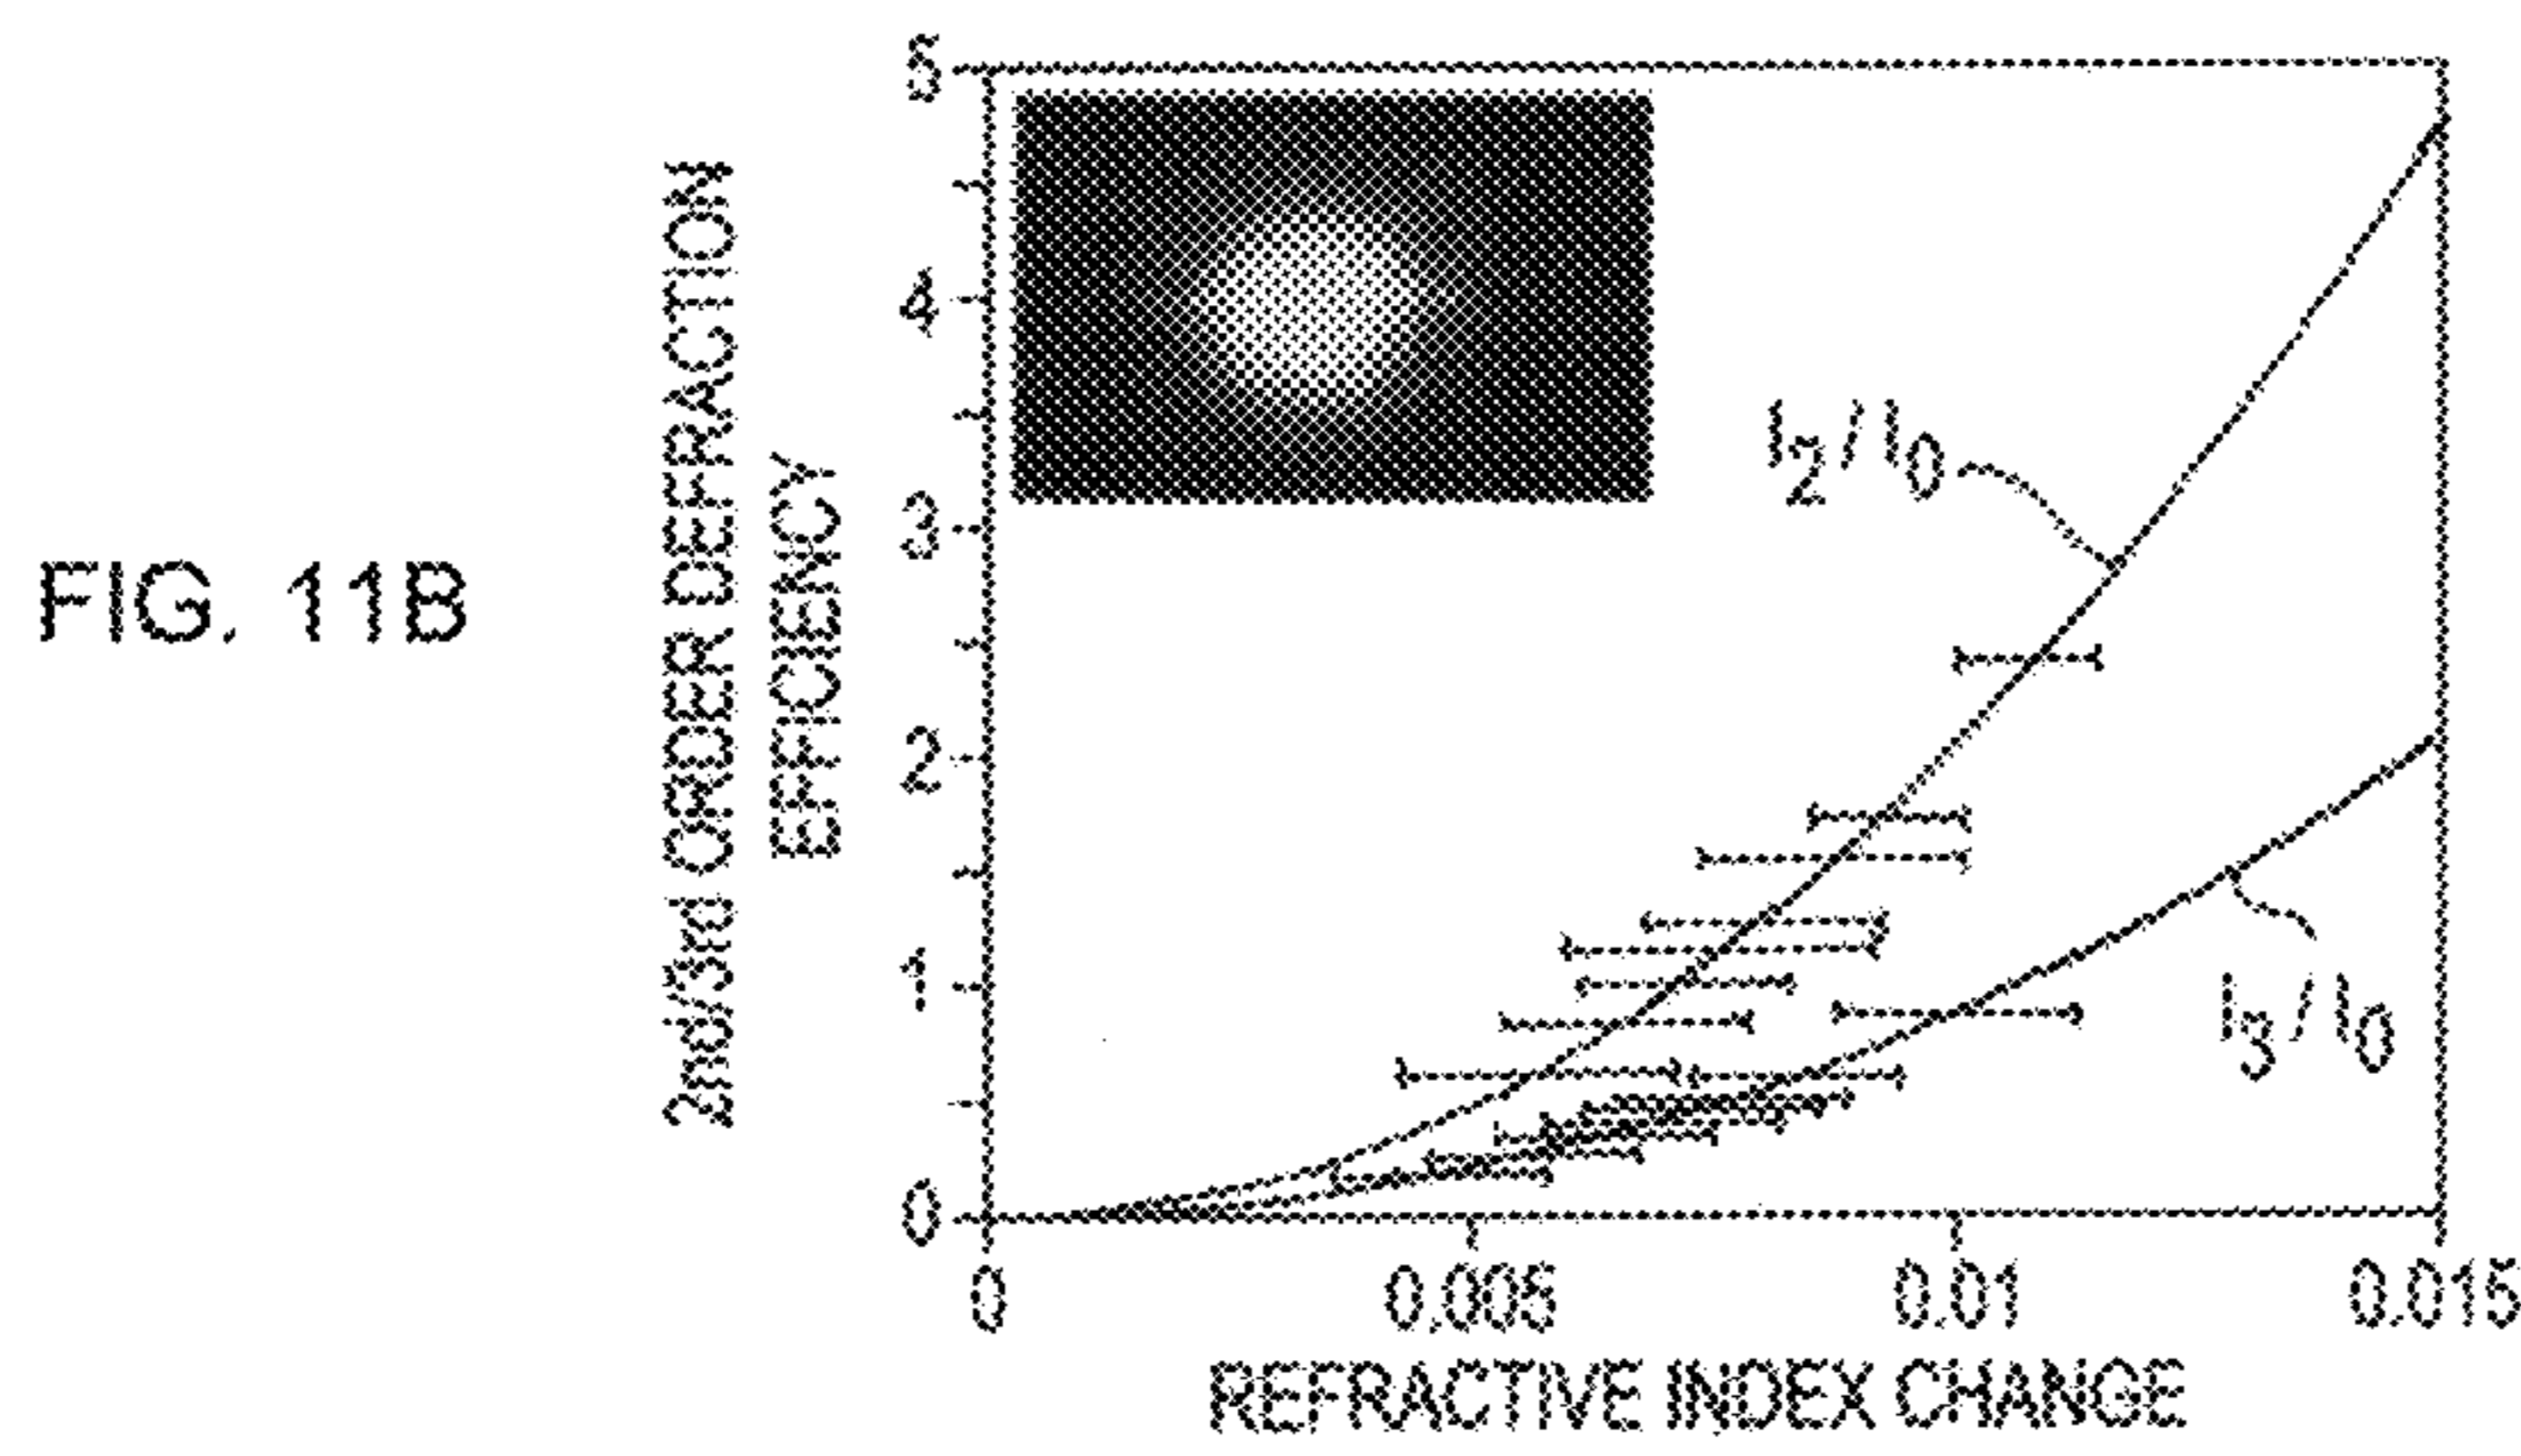 FIG. 11B
2nd/3rd ORDER DEFRACTION
EFFICIENCY
5
4
3
2
1
0
I2/I0
I3/I0
0
0.005
0.01
0.015
REFRACTIVE INDEX CHANGE